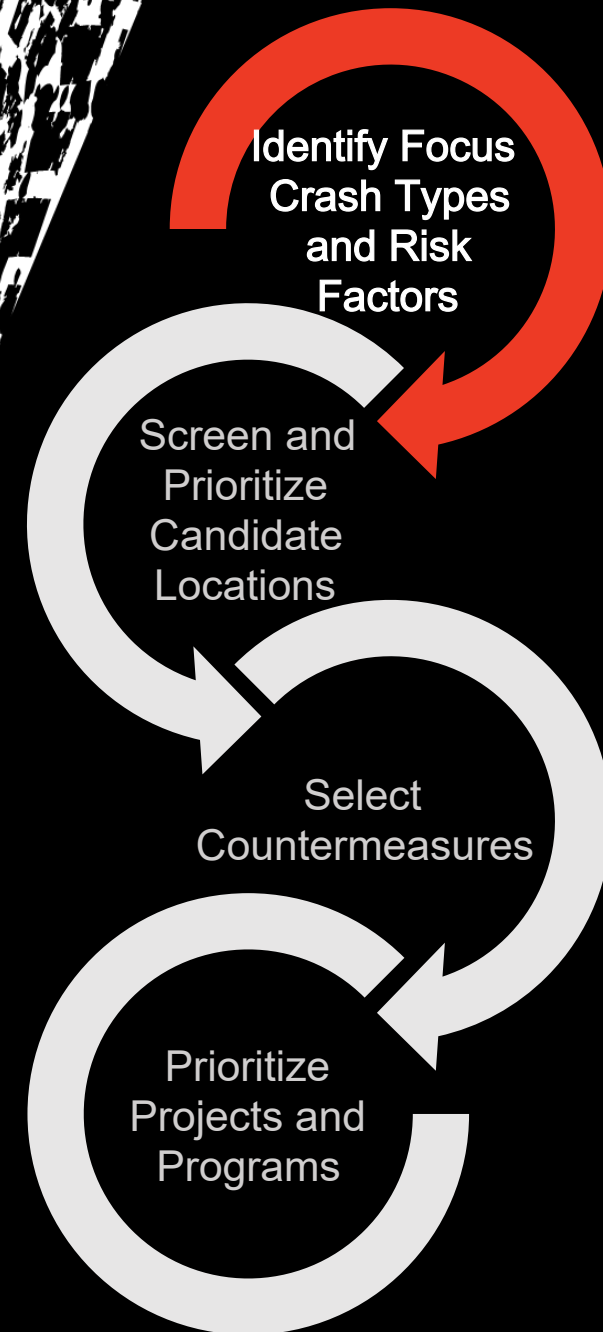 Identify Focus
Crash Types
and Risk
Factors
Screen and
Prioritize
Candidate
Locations
Select
Countermeasures
Prioritize
Projects and
Programs